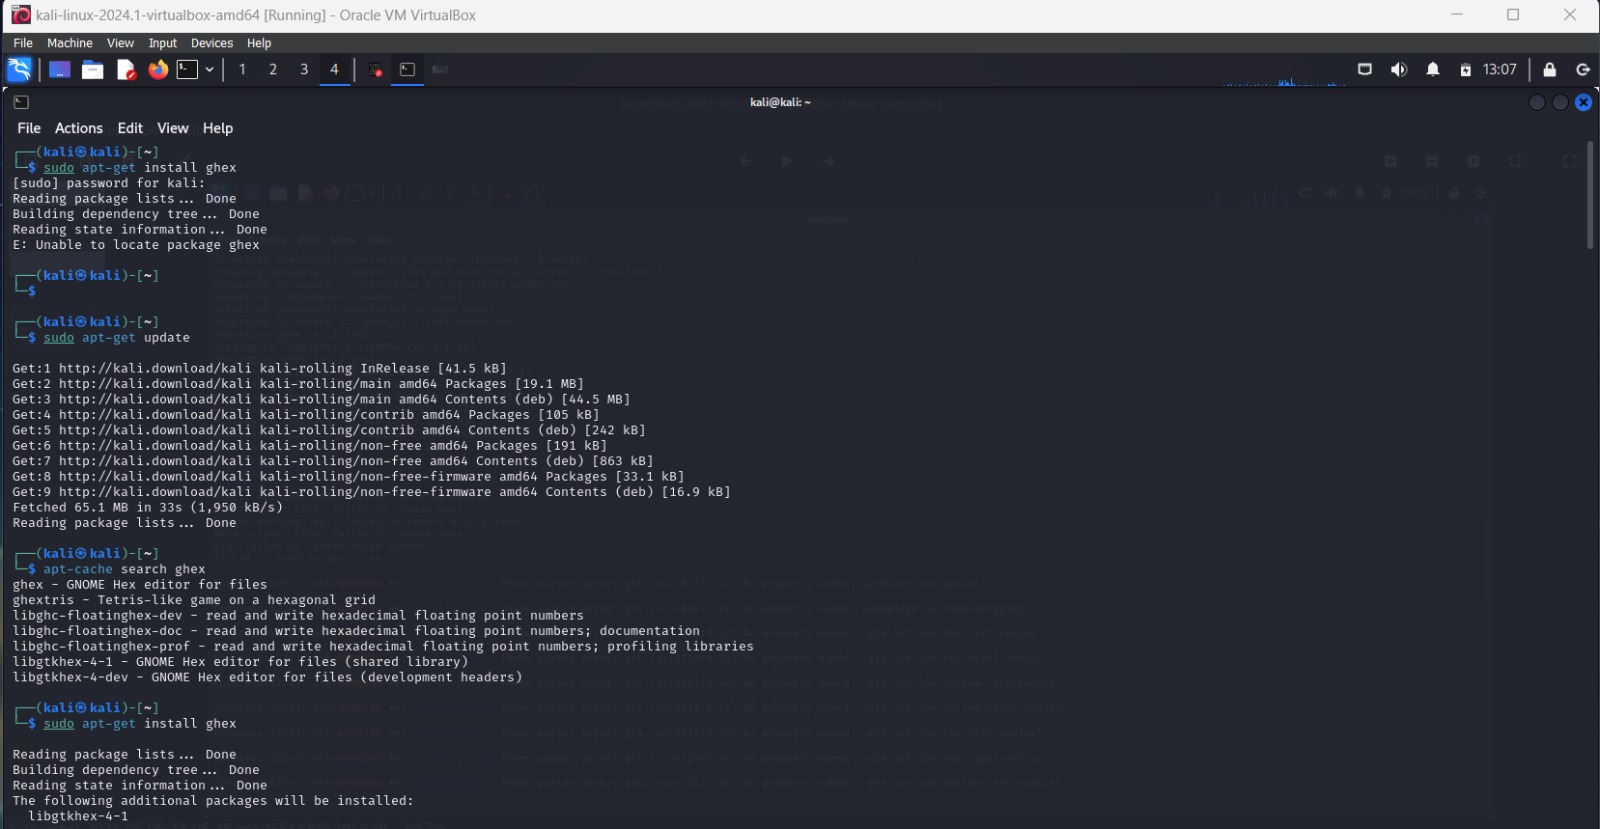 kali-linux-2024.1-virtualbox-amd64 [Running] - Oracle VM VirtualBox
File Machine View Input Devices Help
1 2 3 4 13:07
kali@kali: ~
File Actions Edit View Help
┌──(kali㉿kali)-[~]
└─$ sudo apt-get install ghex
[sudo] password for kali:
Reading package lists... Done
Building dependency tree... Done
Reading state information... Done
E: Unable to locate package ghex
┌──(kali㉿kali)-[~]
└─$
┌──(kali㉿kali)-[~]
└─$ sudo apt-get update
Get:1 http://kali.download/kali kali-rolling InRelease [41.5 kB]
Get:2 http://kali.download/kali kali-rolling/main amd64 Packages [19.1 MB]
Get:3 http://kali.download/kali kali-rolling/main amd64 Contents (deb) [44.5 MB]
Get:4 http://kali.download/kali kali-rolling/contrib amd64 Packages [105 kB]
Get:5 http://kali.download/kali kali-rolling/contrib amd64 Contents (deb) [242 kB]
Get:6 http://kali.download/kali kali-rolling/non-free amd64 Packages [191 kB]
Get:7 http://kali.download/kali kali-rolling/non-free amd64 Contents (deb) [863 kB]
Get:8 http://kali.download/kali kali-rolling/non-free-firmware amd64 Packages [33.1 kB]
Get:9 http://kali.download/kali kali-rolling/non-free-firmware amd64 Contents (deb) [16.9 kB]
Fetched 65.1 MB in 33s (1,950 kB/s)
Reading package lists... Done
┌──(kali㉿kali)-[~]
└─$ apt-cache search ghex
ghex - GNOME Hex editor for files
ghextris - Tetris-like game on a hexagonal grid
libghc-floatinghex-dev - read and write hexadecimal floating point numbers
libghc-floatinghex-doc - read and write hexadecimal floating point numbers; documentation
libghc-floatinghex-prof - read and write hexadecimal floating point numbers; profiling libraries
libgtkhex-4-1 - GNOME Hex editor for files (shared library)
libgtkhex-4-dev - GNOME Hex editor for files (development headers)
┌──(kali㉿kali)-[~]
└─$ sudo apt-get install ghex
Reading package lists... Done
Building dependency tree... Done
Reading state information... Done
The following additional packages will be installed:
libgtkhex-4-1